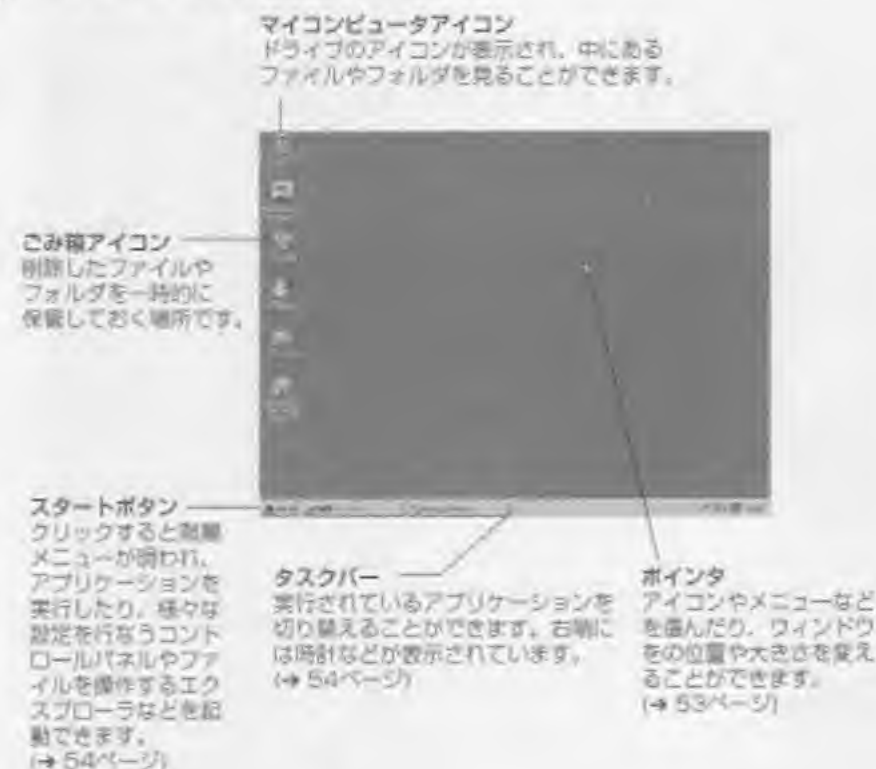 マイコンピュータアイコン
ドライブのアイコンが表示され、中にある
ファイルやフォルダを見ることができます。
ごみ箱アイコン
削除したファイルや
フォルダを一時的に
保管しておく場所です。
スタートボタン
クリックすると階層
メニューが現われ、
アプリケーションを
実行したり、様々な
設定を行なうコント
ロールパネルやファ
イルを操作するエク
スプローラなどを起
動できます。
(➔ 54ページ)
タスクバー
実行されているアプリケーションを
切り替えることができます。右端に
は時計などが表示されています。
(➔ 54ページ)
ポインタ
アイコンやメニューなど
を選んだり、ウィンドウ
をの位置や大きさを変え
ることができます。
(➔ 53ページ)